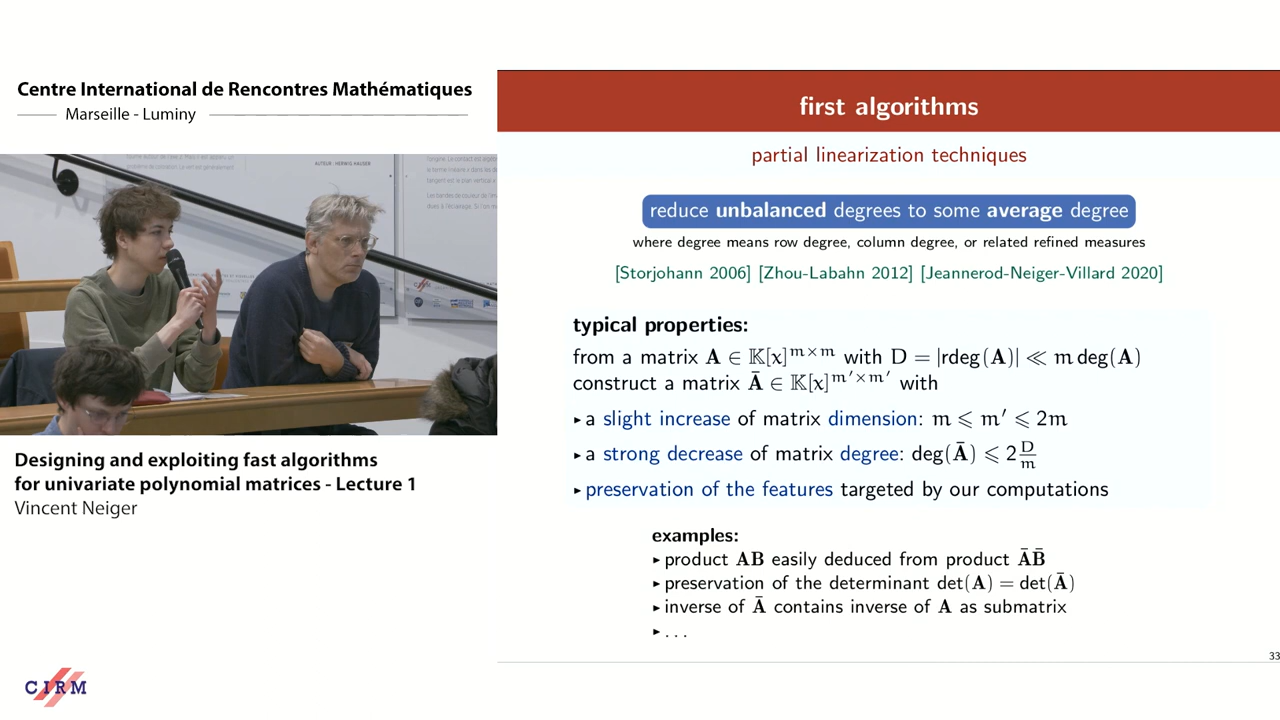 Centre International de Rencontres Mathématiques
Marseille - Luminy
AUTEUR : HERWIG HAUSER
Designing and exploiting fast algorithms
for univariate polynomial matrices - Lecture 1
Vincent Neiger
CIRM
first algorithms
partial linearization techniques
reduce unbalanced degrees to some average degree
where degree means row degree, column degree, or related refined measures
[Storjohann 2006] [Zhou-Labahn 2012] [Jeannerod-Neiger-Villard 2020]
typical properties:
from a matrix A ∈ 𝕂[x]^{m×m} with D = |rdeg(A)| ≪ m deg(A)
construct a matrix Ā ∈ 𝕂[x]^{m′×m′} with
▸ a slight increase of matrix dimension: m ⩽ m′ ⩽ 2m
▸ a strong decrease of matrix degree: deg(Ā) ⩽ 2 D/m
▸ preservation of the features targeted by our computations
examples:
▸ product AB easily deduced from product ĀB̄
▸ preservation of the determinant det(A) = det(Ā)
▸ inverse of Ā contains inverse of A as submatrix
▸ . . .
33